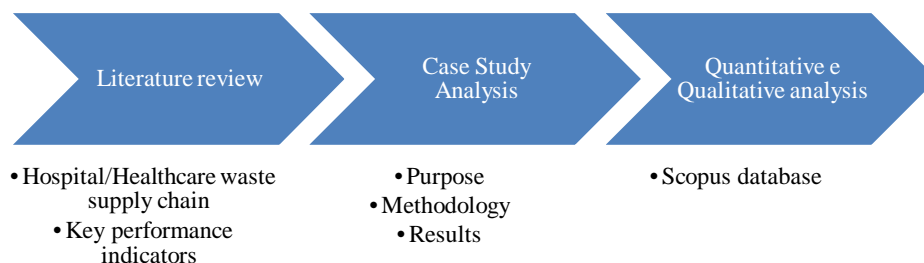 Literature review
Case Study
Analysis
Quantitative e
Qualitative analysis
• Hospital/Healthcare waste
supply chain
• Key performance
indicators
• Purpose
• Methodology
• Results
• Scopus database